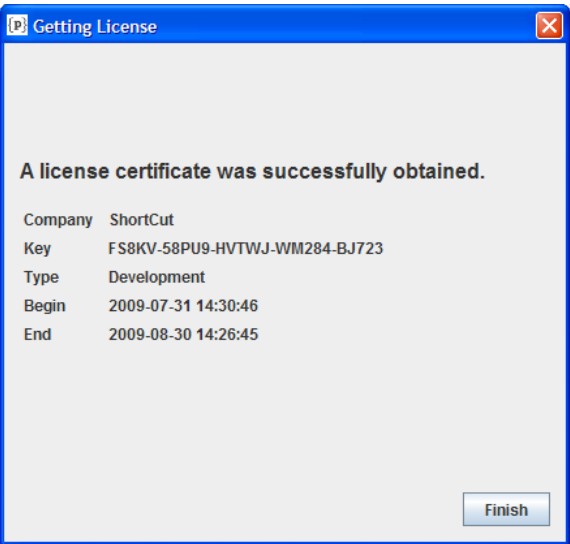 {P} Getting License
A license certificate was successfully obtained.
Company ShortCut
Key FS8KV-58PU9-HVTWJ-WM284-BJ723
Type Development
Begin 2009-07-31 14:30:46
End 2009-08-30 14:26:45
Finish